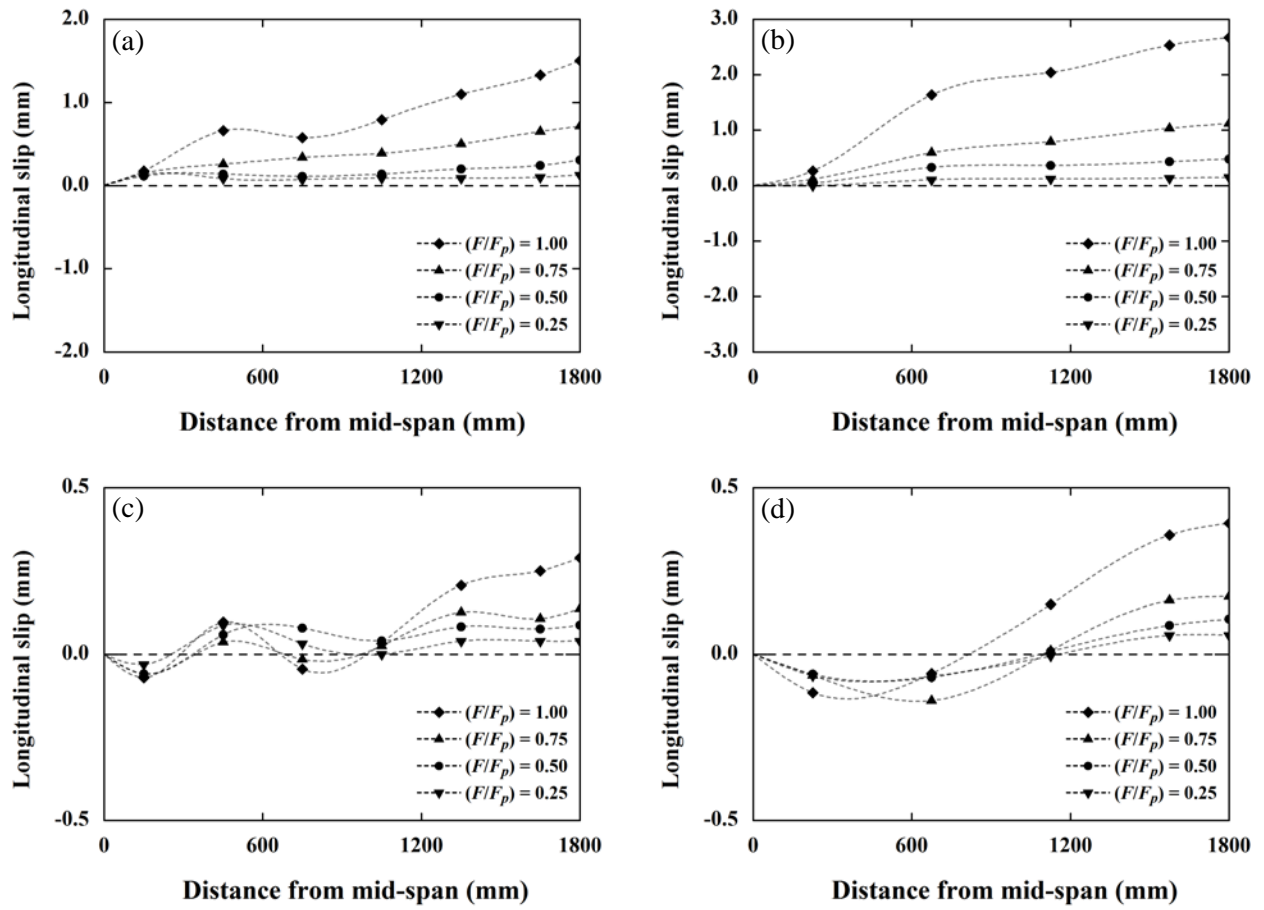 (a)
2.0
1.0
0.0
-1.0
-2.0
Longitudinal slip (mm)
(F/Fp) = 1.00
(F/Fp) = 0.75
(F/Fp) = 0.50
(F/Fp) = 0.25
0 600 1200 1800
Distance from mid-span (mm)
(b)
3.0
2.0
1.0
0.0
-1.0
-2.0
-3.0
Longitudinal slip (mm)
(F/Fp) = 1.00
(F/Fp) = 0.75
(F/Fp) = 0.50
(F/Fp) = 0.25
0 600 1200 1800
Distance from mid-span (mm)
(c)
0.5
0.0
-0.5
Longitudinal slip (mm)
(F/Fp) = 1.00
(F/Fp) = 0.75
(F/Fp) = 0.50
(F/Fp) = 0.25
0 600 1200 1800
Distance from mid-span (mm)
(d)
0.5
0.0
-0.5
Longitudinal slip (mm)
(F/Fp) = 1.00
(F/Fp) = 0.75
(F/Fp) = 0.50
(F/Fp) = 0.25
0 600 1200 1800
Distance from mid-span (mm)